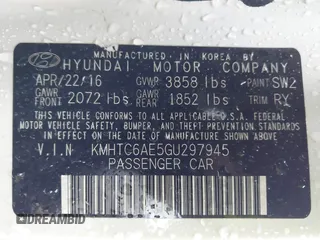 MANUFACTURED IN KOREA BY
HYUNDAI MOTOR COMPANY
APR/22/16 GVWR 3858 lbs PAINT SW2
GAWR FRONT 2072 lbs GAWR REAR 1852 lbs TRIM RY
THIS VEHICLE CONFORMS TO ALL APPLICABLE
FEDERAL MOTOR VEHICLE SAFETY, BUMPER, AND THEFT
PREVENTION STANDARDS IN EFFECT ON THE DATE OF
MANUFACTURE SHOWN ABOVE.
V.I.N KMHTC6AE5GU297945
PASSENGER CAR
DREAMBID